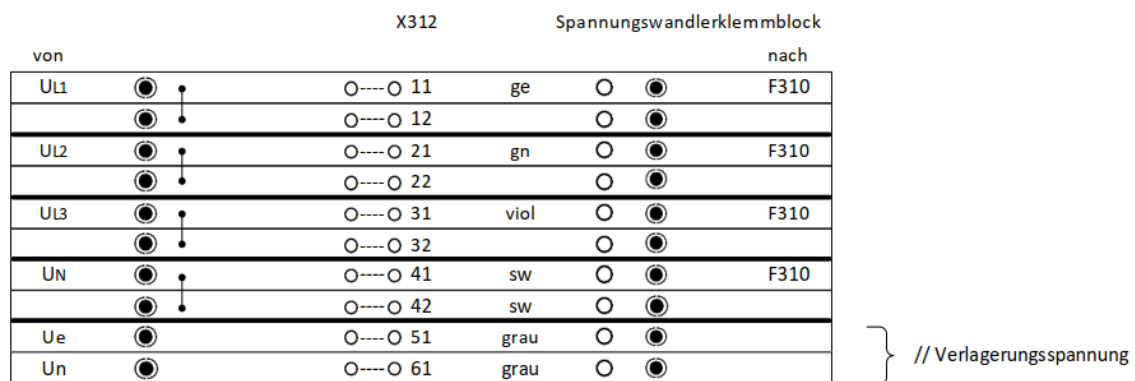 X312 Spannungswandlerklemmblock
von nach
UL1 11 ge F310
12
UL2 21 gn F310
22
UL3 31 viol F310
32
UN 41 sw F310
42 sw
Ue 51 grau
Un 61 grau
// Verlagerungsspannung